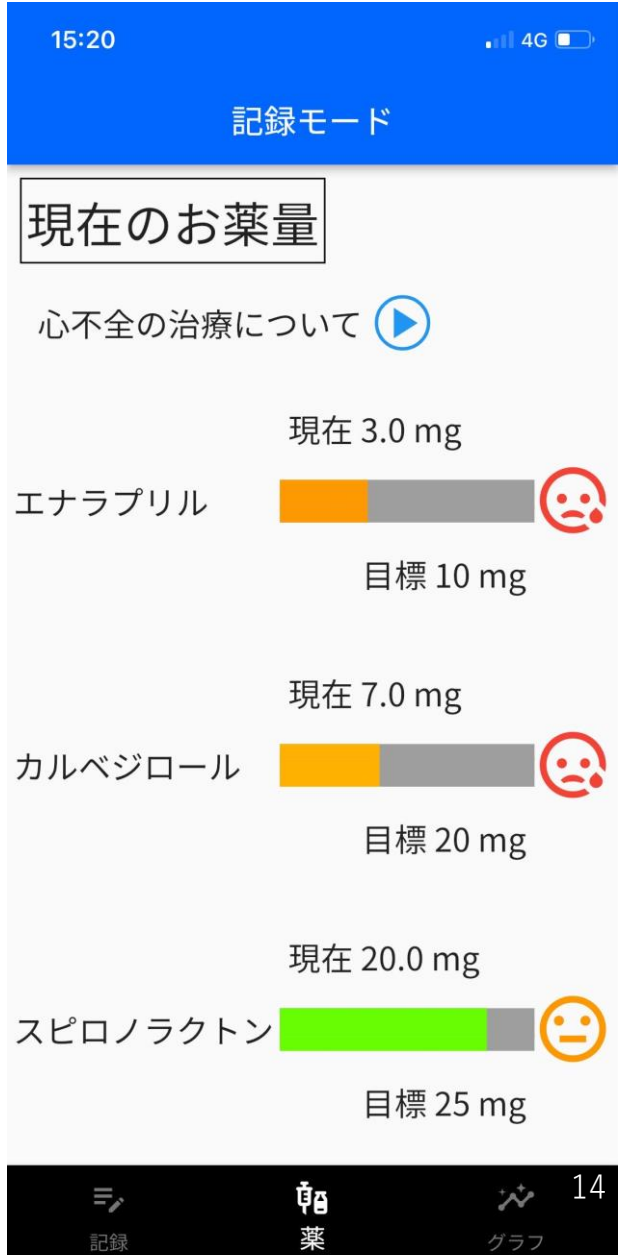 15:20 4G
記録モード
現在のお薬量
心不全の治療について
現在 3.0 mg
エナラプリル
目標 10 mg
現在 7.0 mg
カルベジロール
目標 20 mg
現在 20.0 mg
スピロノラクトン
目標 25 mg
14
記録 薬 グラフ